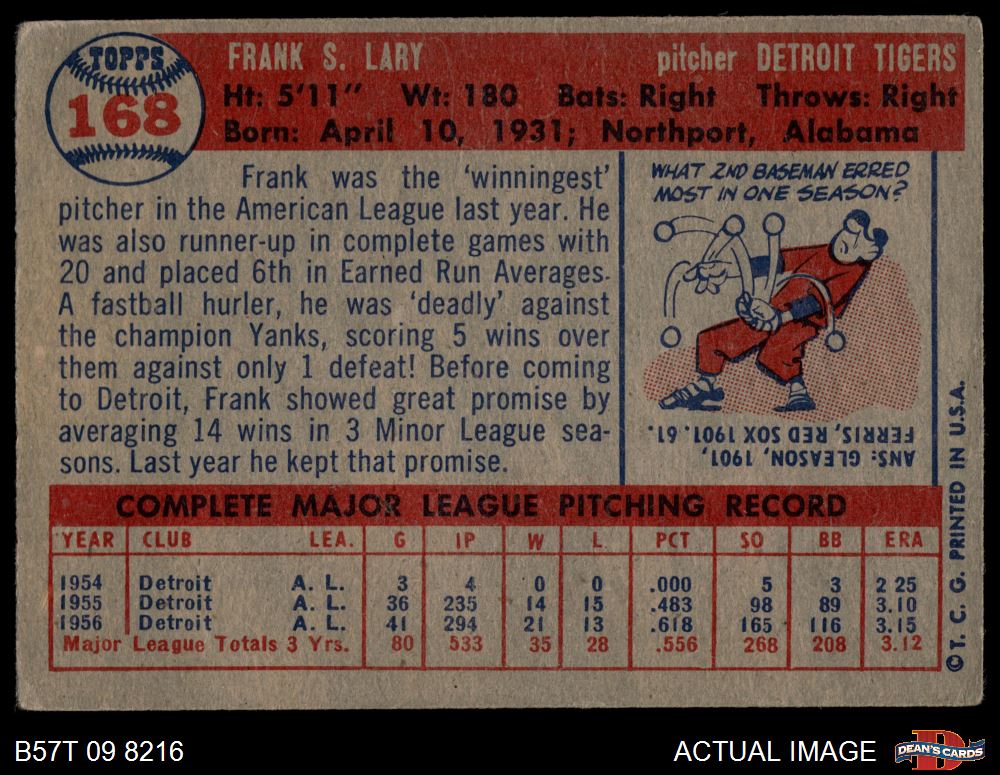 TOPPS
168
FRANK S. LARY pitcher DETROIT TIGERS
Ht: 5'11" Wt: 180 Bats: Right Throws: Right
Born: April 10, 1931; Northport, Alabama
Frank was the 'winningest'
pitcher in the American League last year. He
was also runner-up in complete games with
20 and placed 6th in Earned Run Averages.
A fastball hurler, he was 'deadly' against
the champion Yanks, scoring 5 wins over
them against only 1 defeat! Before coming
to Detroit, Frank showed great promise by
averaging 14 wins in 3 Minor League sea-
sons. Last year he kept that promise.
WHAT 2ND BASEMAN ERRED
MOST IN ONE SEASON?
ANS: GLEASON, 1901,
FERRIS, RED SOX 1901. 61.
COMPLETE MAJOR LEAGUE PITCHING RECORD
YEAR CLUB LEA. G IP W L PCT SO BB ERA
1954 Detroit A. L. 3 4 0 0 .000 5 3 2 25
1955 Detroit A. L. 36 235 14 15 .483 98 89 3.10
1956 Detroit A. L. 41 294 21 13 .618 165 116 3.15
Major League Totals 3 Yrs. 80 533 35 28 .556 268 208 3.12
© T. C. G. PRINTED IN U.S.A.
B57T 09 8216
ACTUAL IMAGE
DEAN'S CARDS